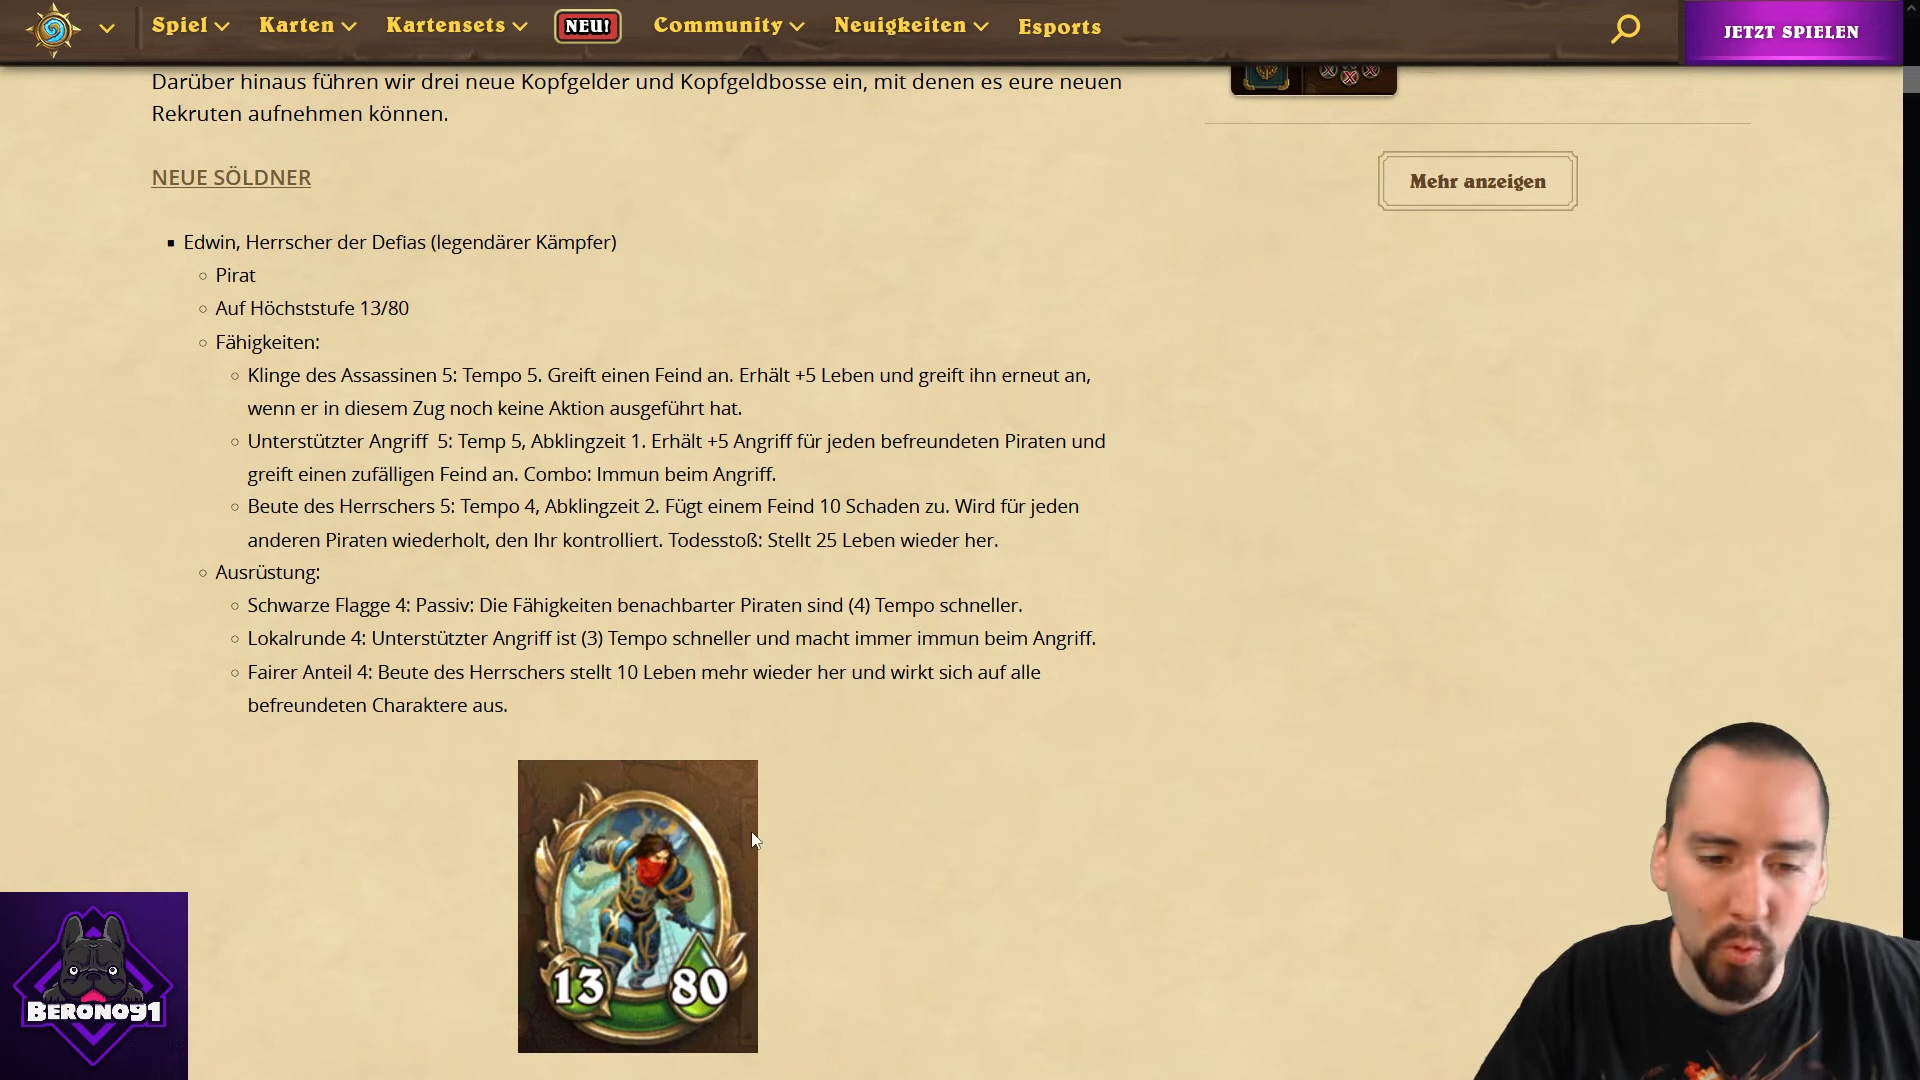 Spiel
Karten
Kartensets
NEU!
Community
Neuigkeiten
Esports
JETZT SPIELEN
Darüber hinaus führen wir drei neue Kopfgelder und Kopfgeldbosse ein, mit denen es eure neuen
Rekruten aufnehmen können.
Mehr anzeigen
NEUE SÖLDNER
Edwin, Herrscher der Defias (legendärer Kämpfer)
Pirat
Auf Höchststufe 13/80
Fähigkeiten:
Klinge des Assassinen 5: Tempo 5. Greift einen Feind an. Erhält +5 Leben und greift ihn erneut an,
wenn er in diesem Zug noch keine Aktion ausgeführt hat.
Unterstützter Angriff  5: Temp 5, Abklingzeit 1. Erhält +5 Angriff für jeden befreundeten Piraten und
greift einen zufälligen Feind an. Combo: Immun beim Angriff.
Beute des Herrschers 5: Tempo 4, Abklingzeit 2. Fügt einem Feind 10 Schaden zu. Wird für jeden
anderen Piraten wiederholt, den Ihr kontrolliert. Todesstoß: Stellt 25 Leben wieder her.
Ausrüstung:
Schwarze Flagge 4: Passiv: Die Fähigkeiten benachbarter Piraten sind (4) Tempo schneller.
Lokalrunde 4: Unterstützter Angriff ist (3) Tempo schneller und macht immer immun beim Angriff.
Fairer Anteil 4: Beute des Herrschers stellt 10 Leben mehr wieder her und wirkt sich auf alle
befreundeten Charaktere aus.
13
80
BERONO91